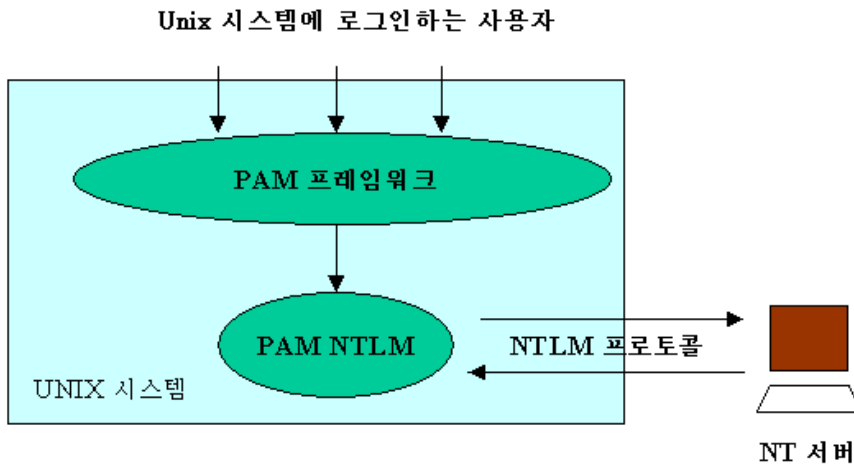 Unix 시스템에 로그인하는 사용자
PAM 프레임워크
PAM NTLM
NTLM 프로토콜
UNIX 시스템
NT 서버